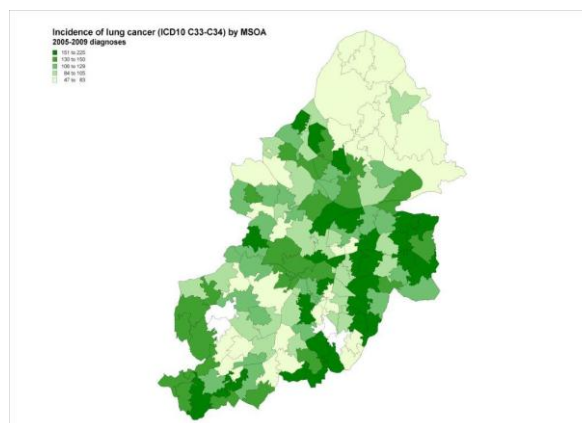 Incidence of lung cancer (ICD10 C33-C34) by MSOA
2005-2009 diagnoses
151 to 225
130 to 150
106 to 129
84 to 105
47 to 83